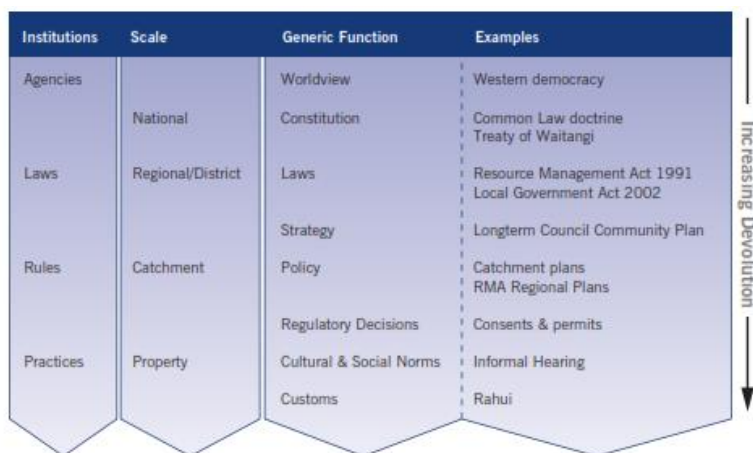 Institutions Scale Generic Function Examples
Agencies Worldview Western democracy
National Constitution Common Law doctrine
Treaty of Waitangi
Laws Regional/District Laws Resource Management Act 1991
Local Government Act 2002
Strategy Longterm Council Community Plan
Rules Catchment Policy Catchment plans
RMA Regional Plans
Regulatory Decisions Consents & permits
Practices Property Cultural & Social Norms Informal Hearing
Customs Rahui
Increasing Devolution